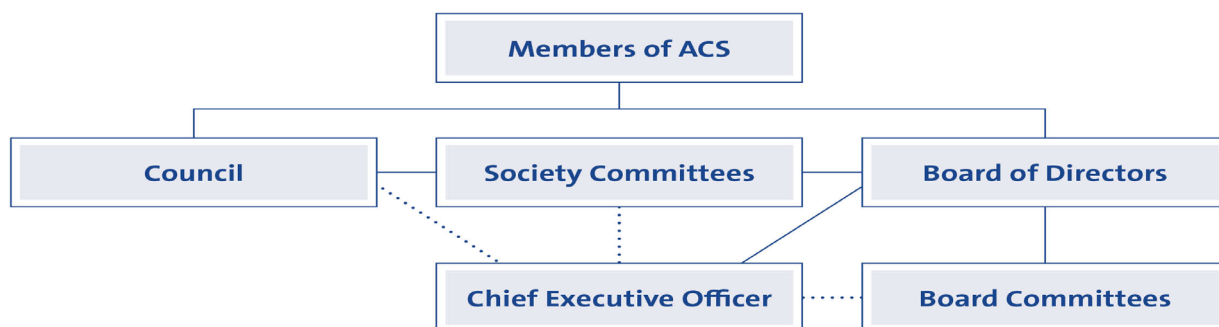 Members of ACS
Council
Society Committees
Board of Directors
Chief Executive Officer
Board Committees